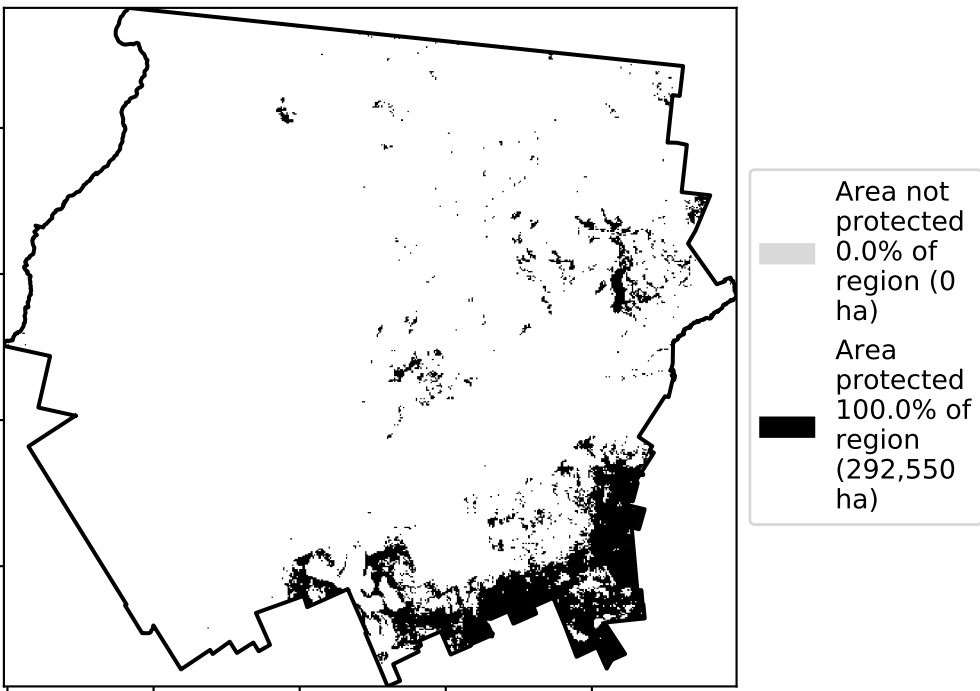 Area not
protected
0.0% of
region (0
ha)
Area
protected
100.0% of
region
(292,550
ha)